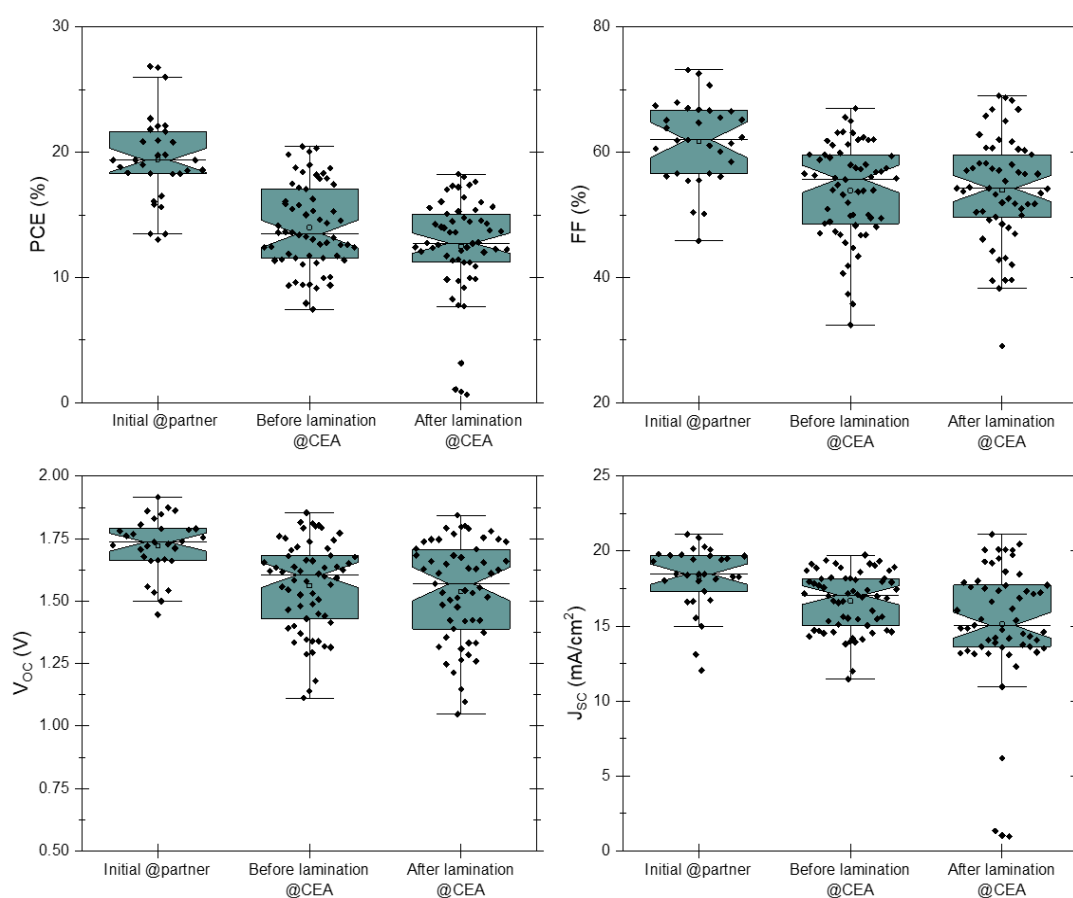 30
20
10
0
PCE (%)
Initial @partner
Before lamination
@CEA
After lamination
@CEA
80
60
40
20
FF (%)
Initial @partner
Before lamination
@CEA
After lamination
@CEA
2.00
1.75
1.50
1.25
1.00
0.75
0.50
V_OC (V)
Initial @partner
Before lamination
@CEA
After lamination
@CEA
25
20
15
10
5
0
J_SC (mA/cm²)
Initial @partner
Before lamination
@CEA
After lamination
@CEA